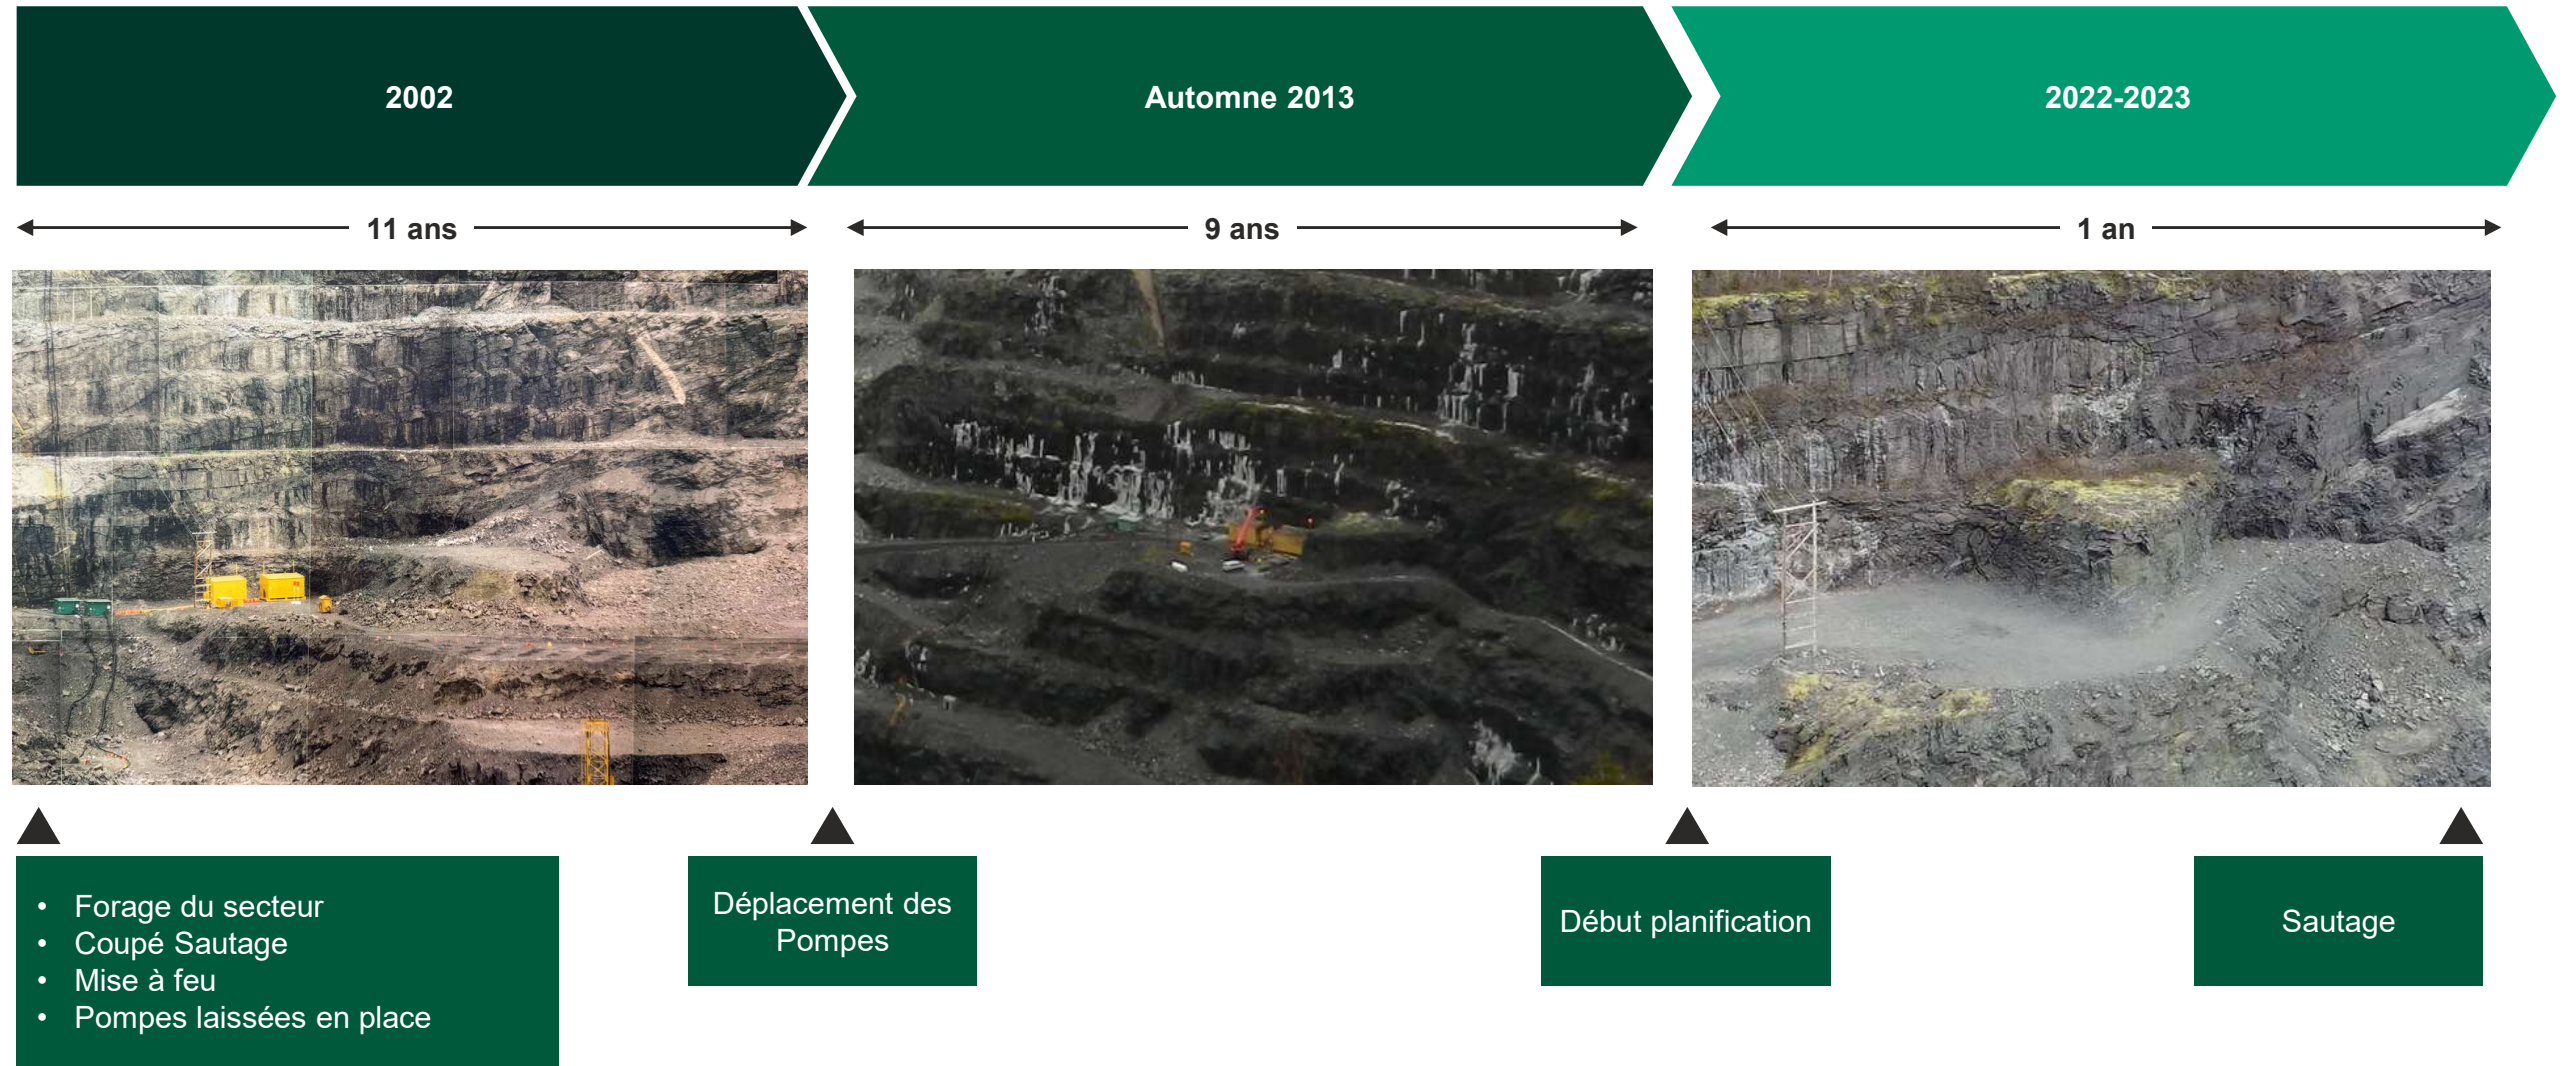 2002
Automne 2013
2022-2023
11 ans
9 ans
1 an
• Forage du secteur
• Coupé Sautage
• Mise à feu
• Pompes laissées en place
Déplacement des
Pompes
Début planification
Sautage